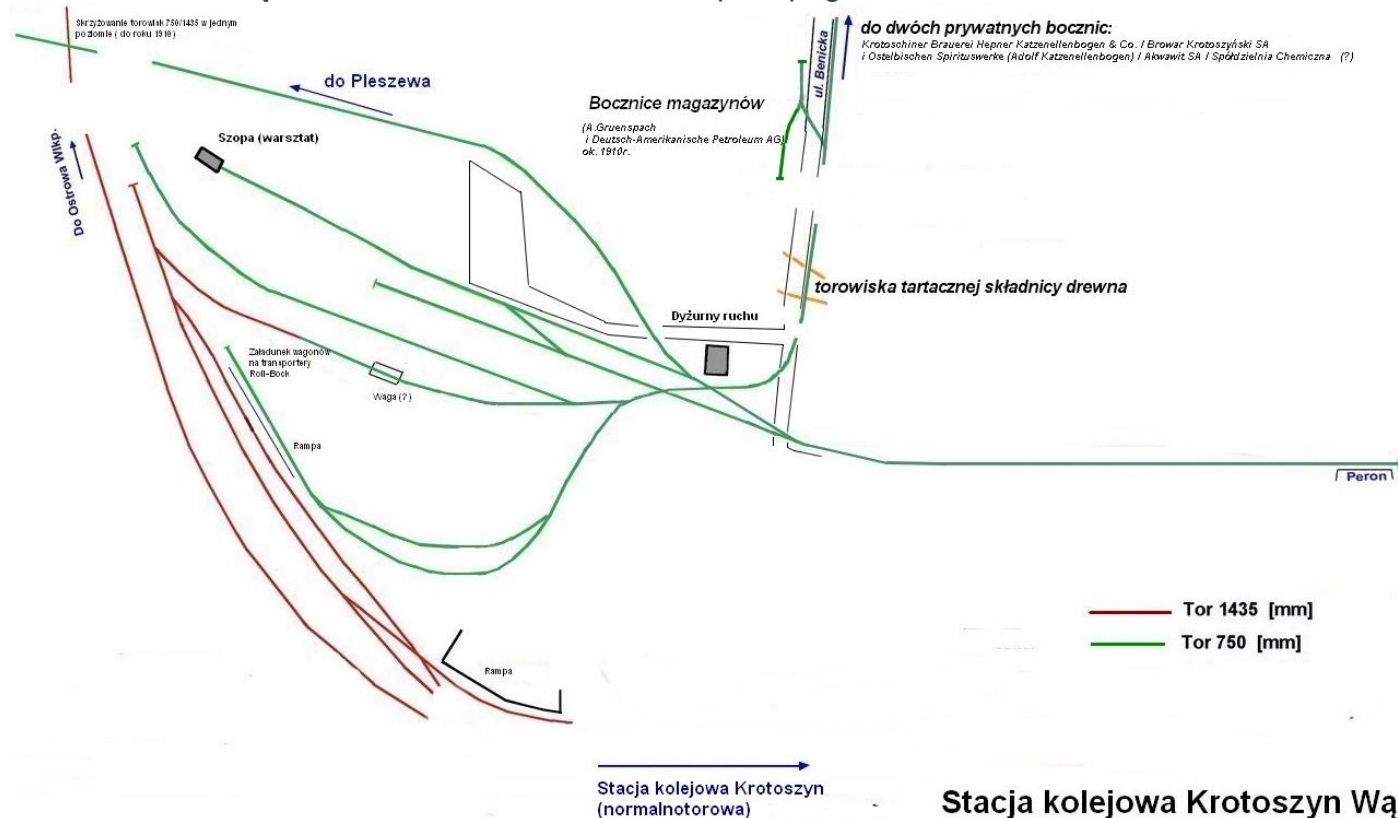 Skrzyżowanie torowisk 750/1435 w jednym
poziomie ( do roku 1910)
do Pleszewa
Do Ostrowa Wlkp.
Szopa (warsztat)
Bocznice magazynów
(A.Gruenspach
i Deutsch-Amerikanische Petroleum AG)
ok. 1910r.
ul. Benicka
do dwóch prywatnych bocznic:
Krotoschiner Brauerei Hepner Katzenellenbogen & Co. / Browar Krotoszyński SA
i Ostelbischen Spirituswerke (Adolf Katzenellenbogen) / Akwawit SA / Spółdzielnia Chemiczna (?)
torowiska tartacznej składnicy drewna
Dyżurny ruchu
Załadunek wagonów
na transportery
Roll-Bock
Waga (?)
Rampa
Peron
Tor 1435 [mm]
Tor 750 [mm]
Rampa
Stacja kolejowa Krotoszyn
(normalnotorowa)
Stacja kolejowa Krotoszyn Wą